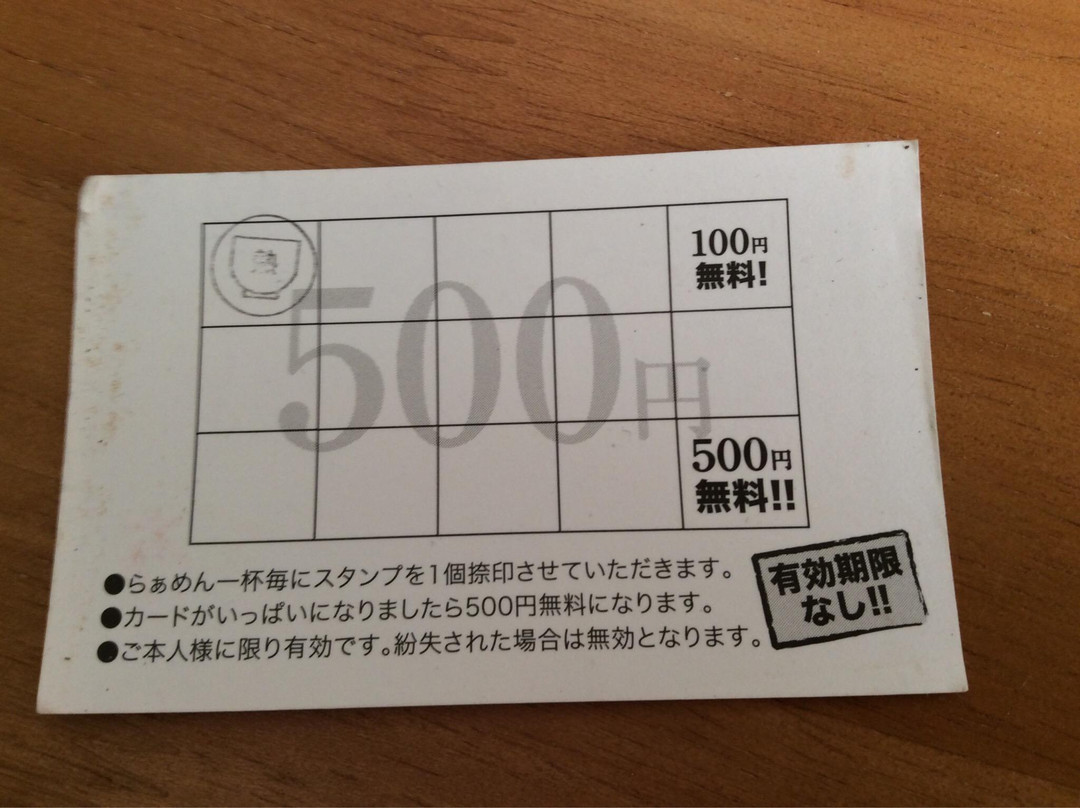 100円
無料!
500円
500円
無料!!
●らぁめん一杯毎にスタンプを1個捺印させていただきます。
●カードがいっぱいになりましたら500円無料になります。
●ご本人様に限り有効です。紛失された場合は無効となります。
有効期限
なし!!